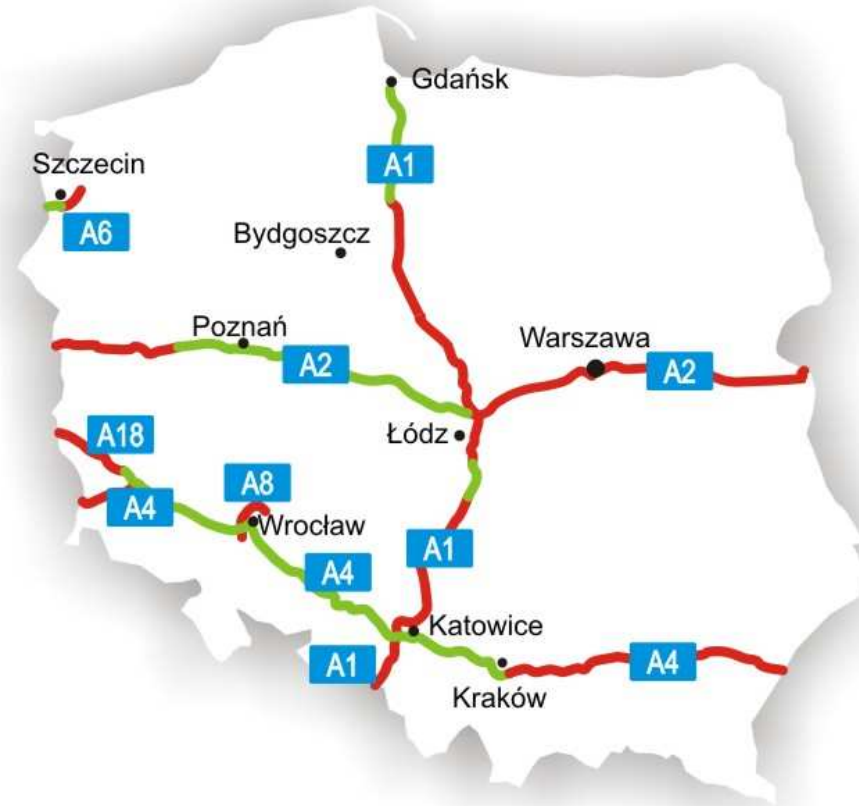 Gdańsk
A1
Szczecin
A6
Bydgoszcz
Poznań
A2
Warszawa
A2
Łódz
A18
A4
A8
Wrocław
A1
A4
Katowice
A1
A4
Kraków